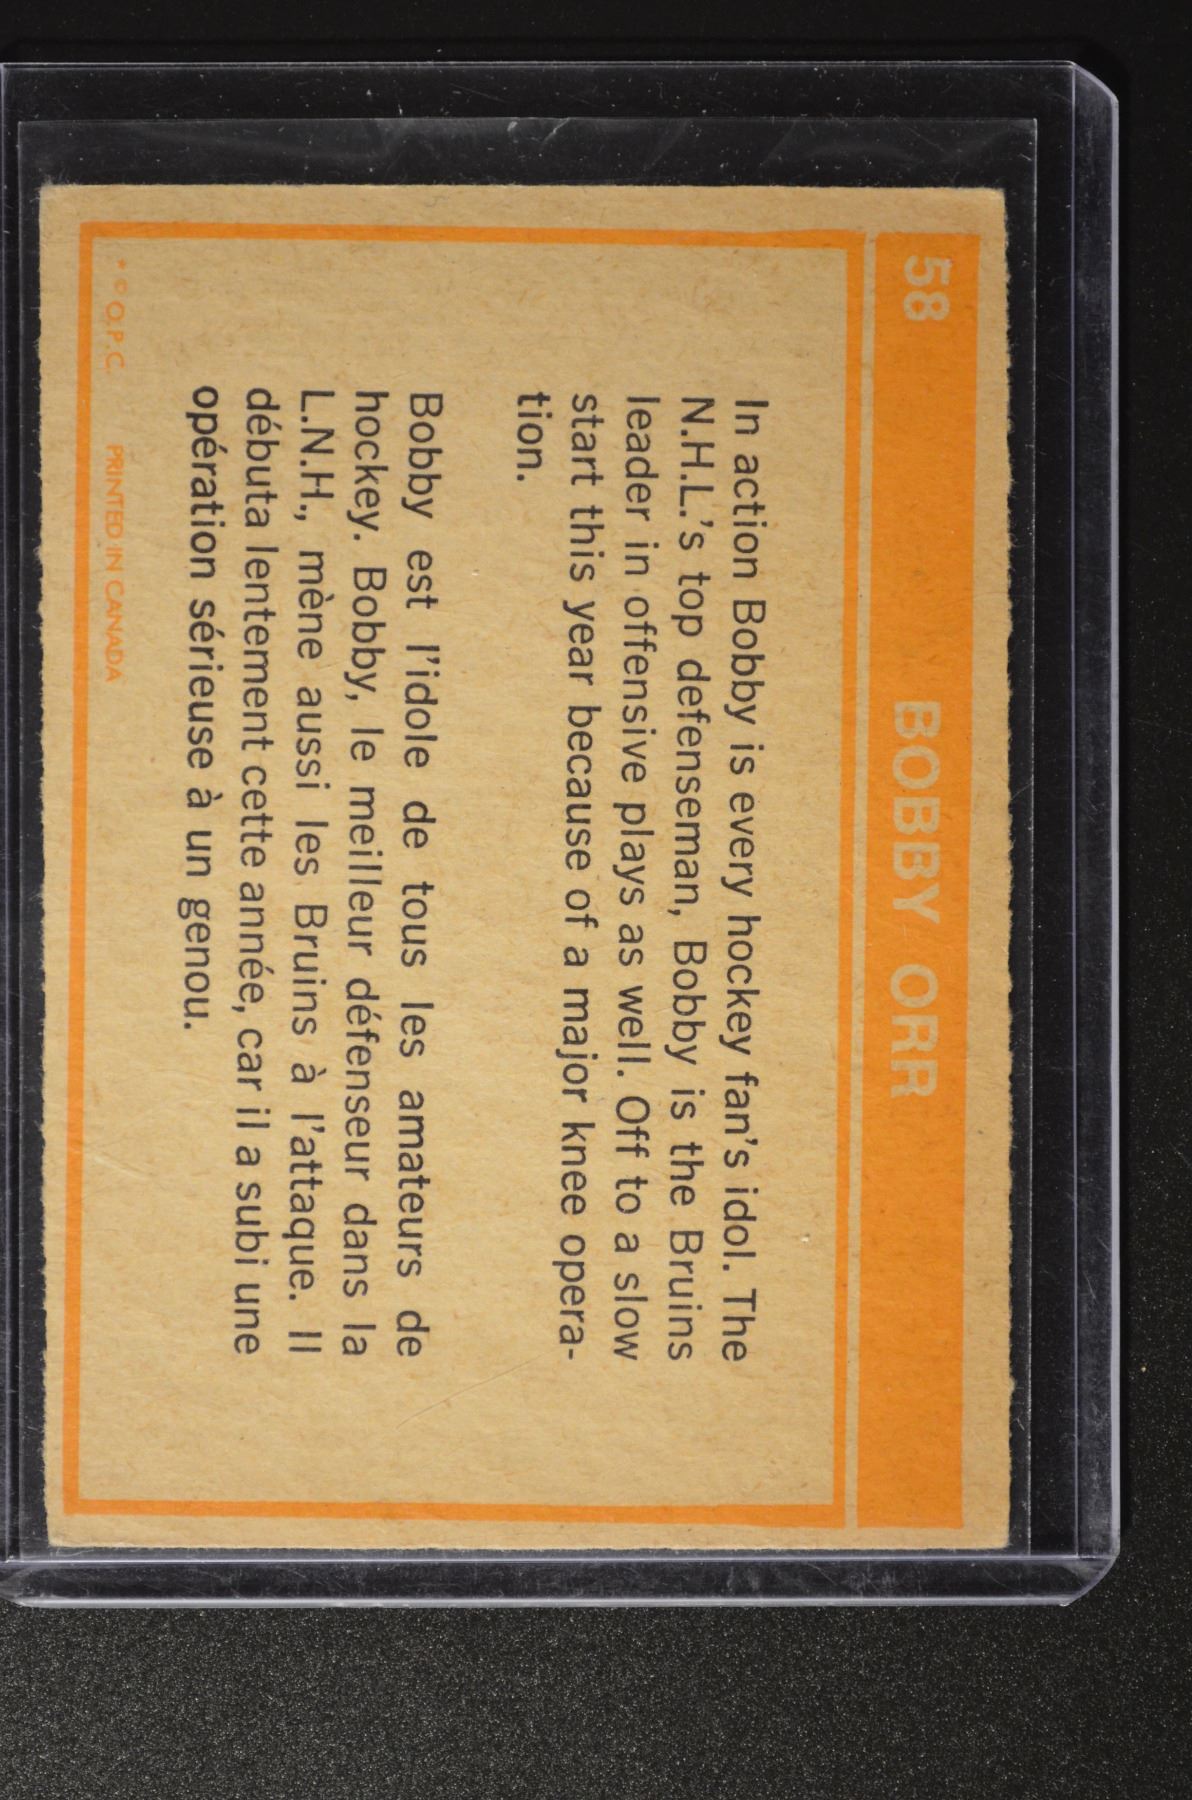 58 BOBBY ORR
In action Bobby is every hockey fan's idol. The
N.H.L.'s top defenseman, Bobby is the Bruins
leader in offensive plays as well. Off to a slow
start this year because of a major knee opera-
tion.
Bobby est l'idole de tous les amateurs de
hockey. Bobby, le meilleur défenseur dans la
L.N.H., mène aussi les Bruins à l'attaque. Il
débuta lentement cette année, car il a subi une
opération sérieuse à un genou.
* © O.P.C. PRINTED IN CANADA